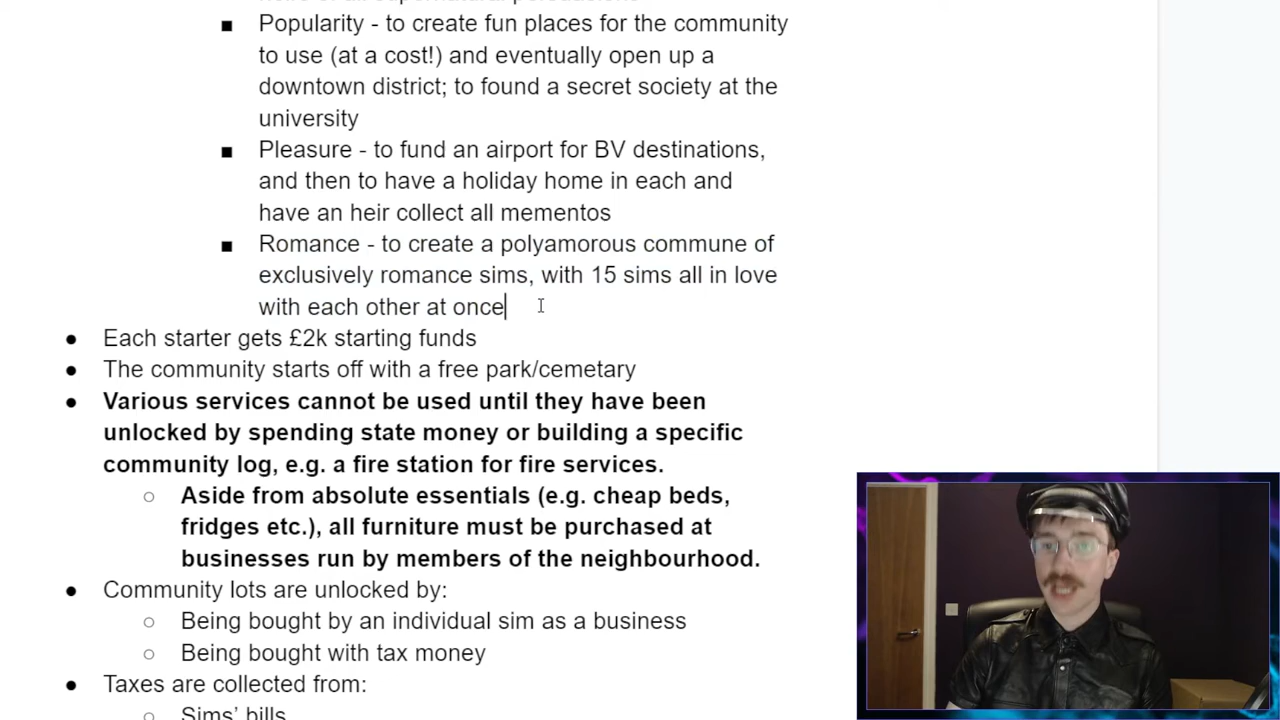 Popularity - to create fun places for the community
to use (at a cost!) and eventually open up a
downtown district; to found a secret society at the
university
Pleasure - to fund an airport for BV destinations,
and then to have a holiday home in each and
have an heir collect all mementos
Romance - to create a polyamorous commune of
exclusively romance sims, with 15 sims all in love
with each other at once
Each starter gets £2k starting funds
The community starts off with a free park/cemetary
Various services cannot be used until they have been
unlocked by spending state money or building a specific
community log, e.g. a fire station for fire services.
Aside from absolute essentials (e.g. cheap beds,
fridges etc.), all furniture must be purchased at
businesses run by members of the neighbourhood.
Community lots are unlocked by:
Being bought by an individual sim as a business
Being bought with tax money
Taxes are collected from:
Sims' bills